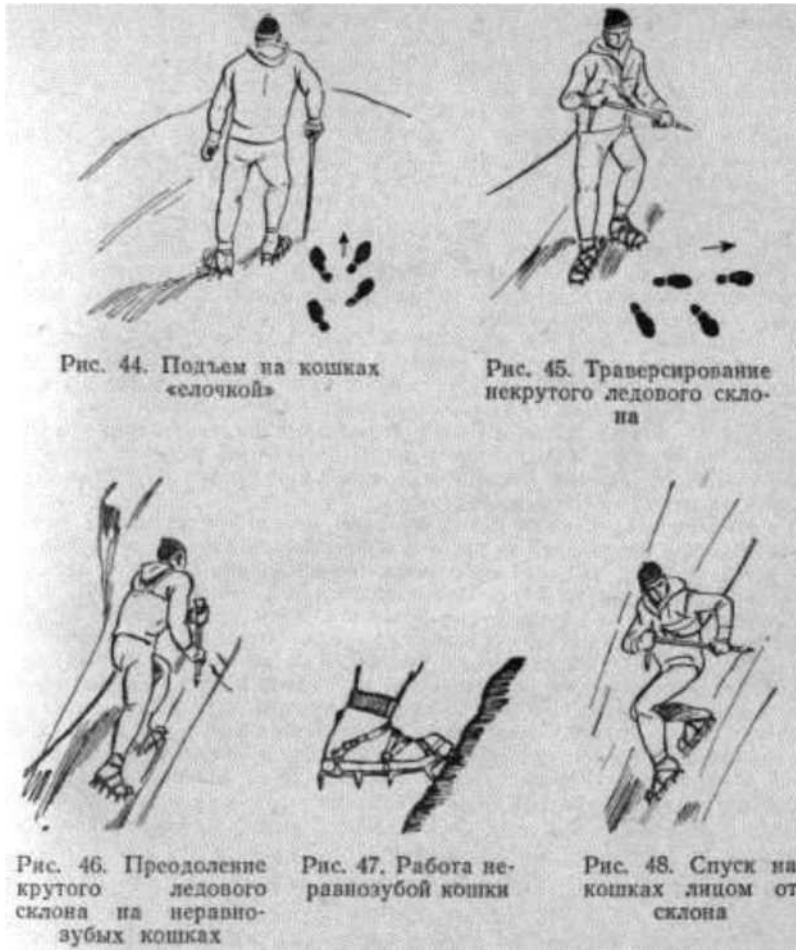 Рис. 44. Подъем на кошках
«елочкой»
Рис. 45. Траверсирование
некрутого ледового скло-
на
Рис. 46. Преодоление
крутого ледового
склона на неравно-
зубых кошках
Рис. 47. Работа не-
равнозубой кошки
Рис. 48. Спуск на
кошках лицом от
склона